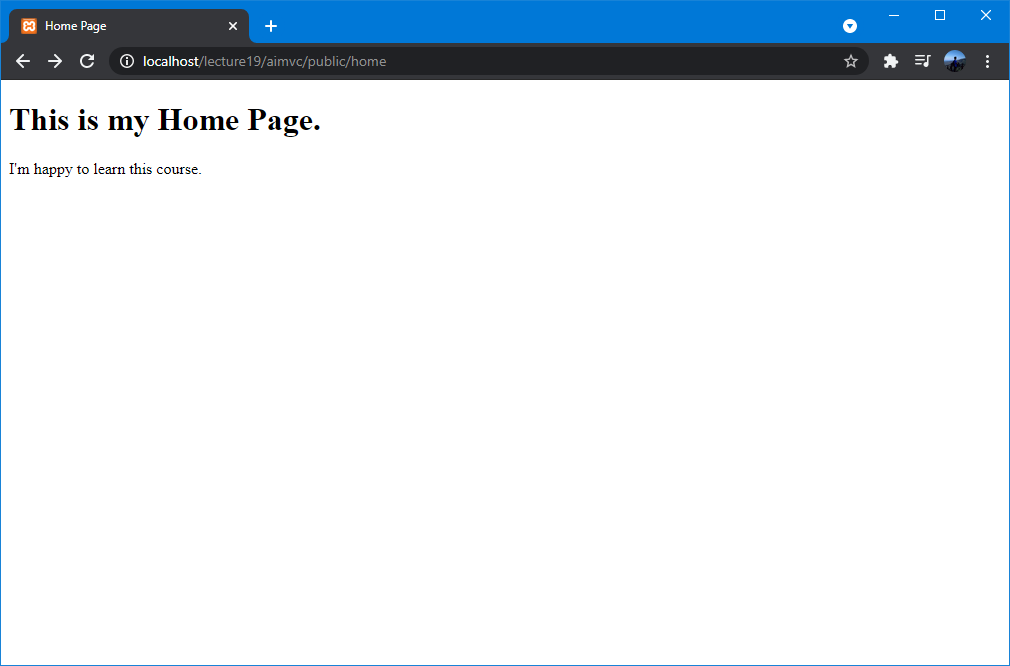 Home Page
localhost/lecture19/aimvc/public/home
This is my Home Page.
I'm happy to learn this course.